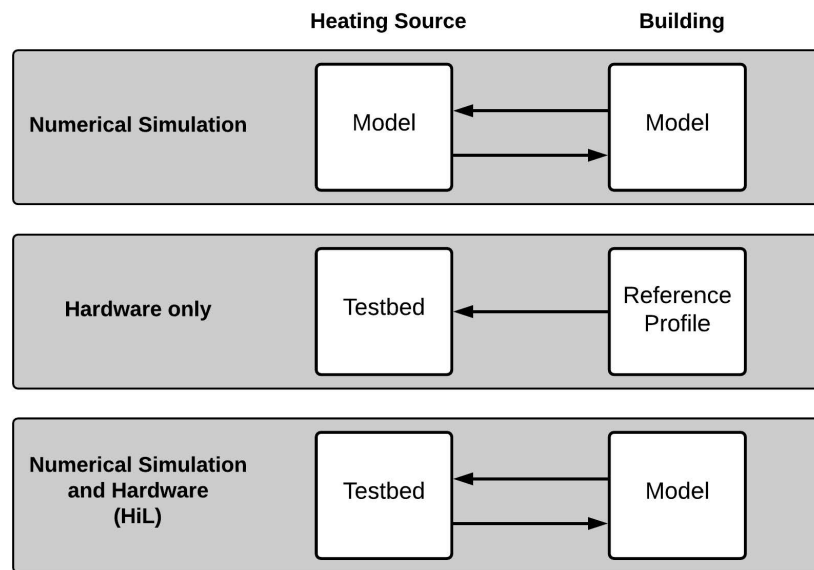 Heating Source
Building
Numerical Simulation
Model
Model
Hardware only
Testbed
Reference
Profile
Numerical Simulation
and Hardware
(HiL)
Testbed
Model